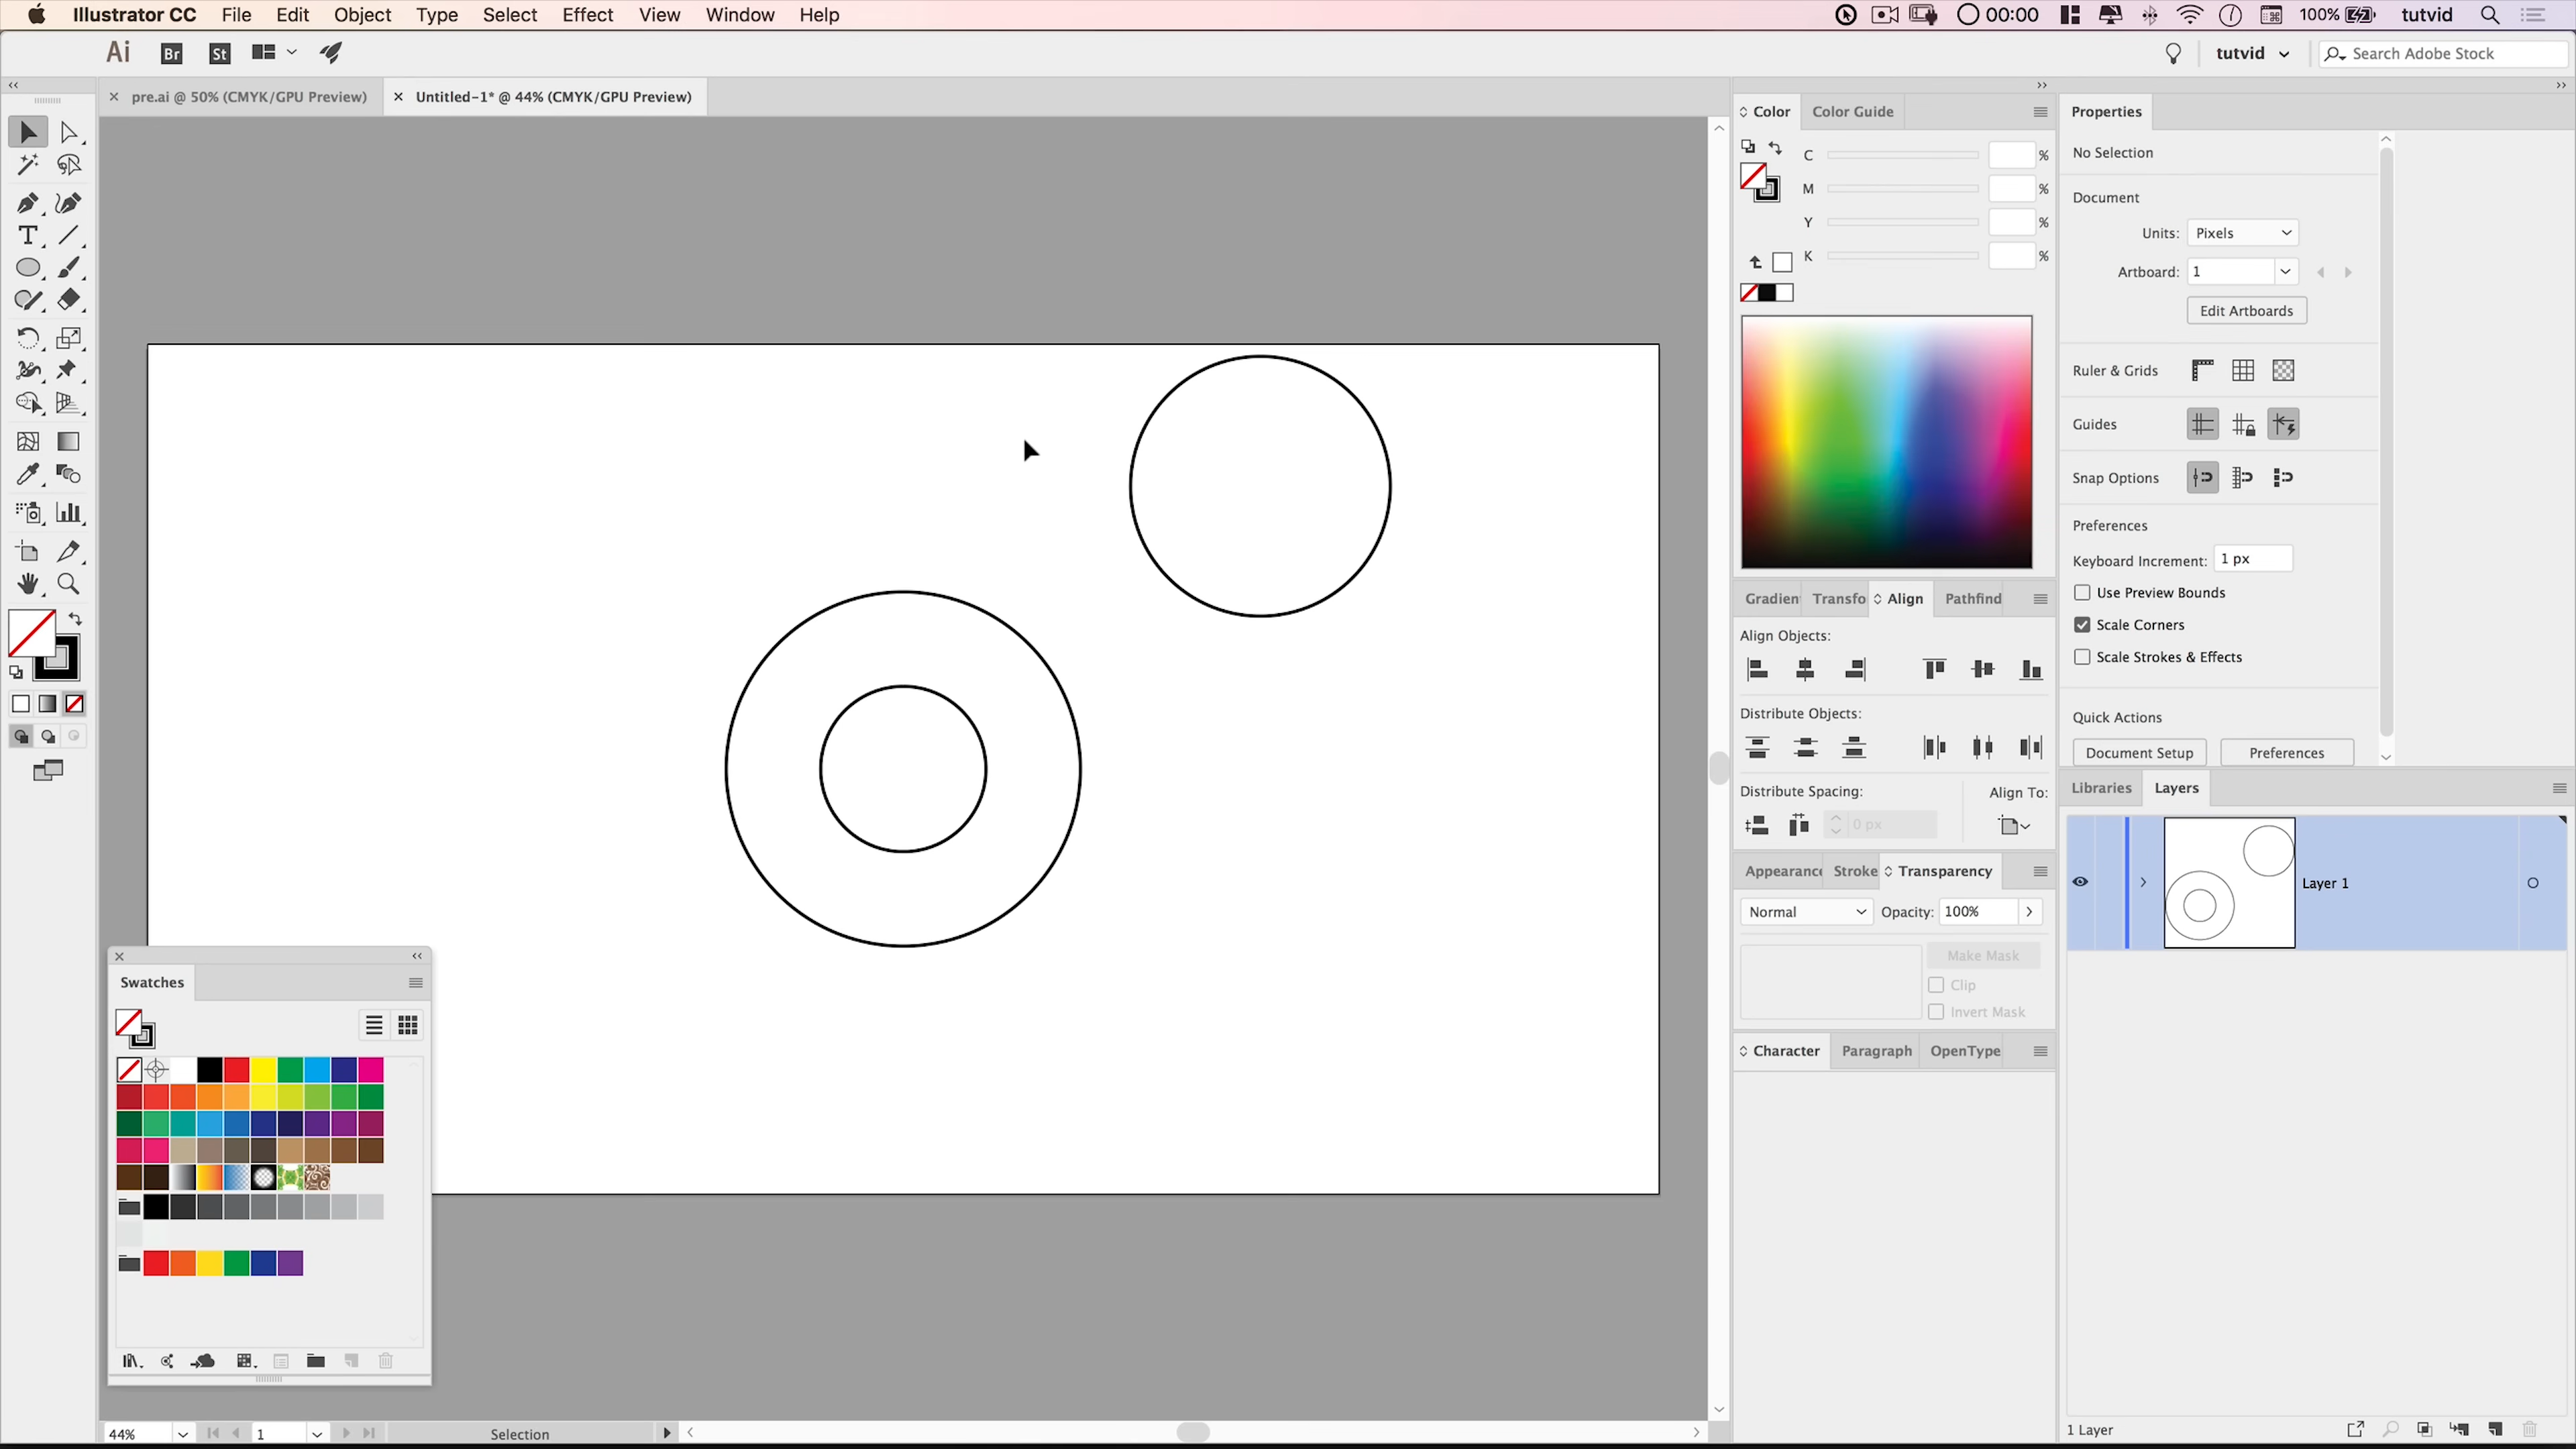 Illustrator CC File Edit Object Type Select Effect View Window Help 00:00 100% tutvid
Ai Br St tutvid Search Adobe Stock
pre.ai @ 50% (CMYK/GPU Preview) Untitled-1* @ 44% (CMYK/GPU Preview)
Color Color Guide
C %
M %
Y %
K %
Gradien Transfo Align Pathfind
Align Objects:
Distribute Objects:
Distribute Spacing: Align To:
0 px
Appearanc Stroke Transparency
Normal Opacity: 100%
Make Mask
Clip
Invert Mask
Character Paragraph OpenType
Properties
No Selection
Document
Units: Pixels
Artboard: 1
Edit Artboards
Ruler & Grids
Guides
Snap Options
Preferences
Keyboard Increment: 1 px
Use Preview Bounds
Scale Corners
Scale Strokes & Effects
Quick Actions
Document Setup Preferences
Libraries Layers
Layer 1
1 Layer
Swatches
44% 1 Selection